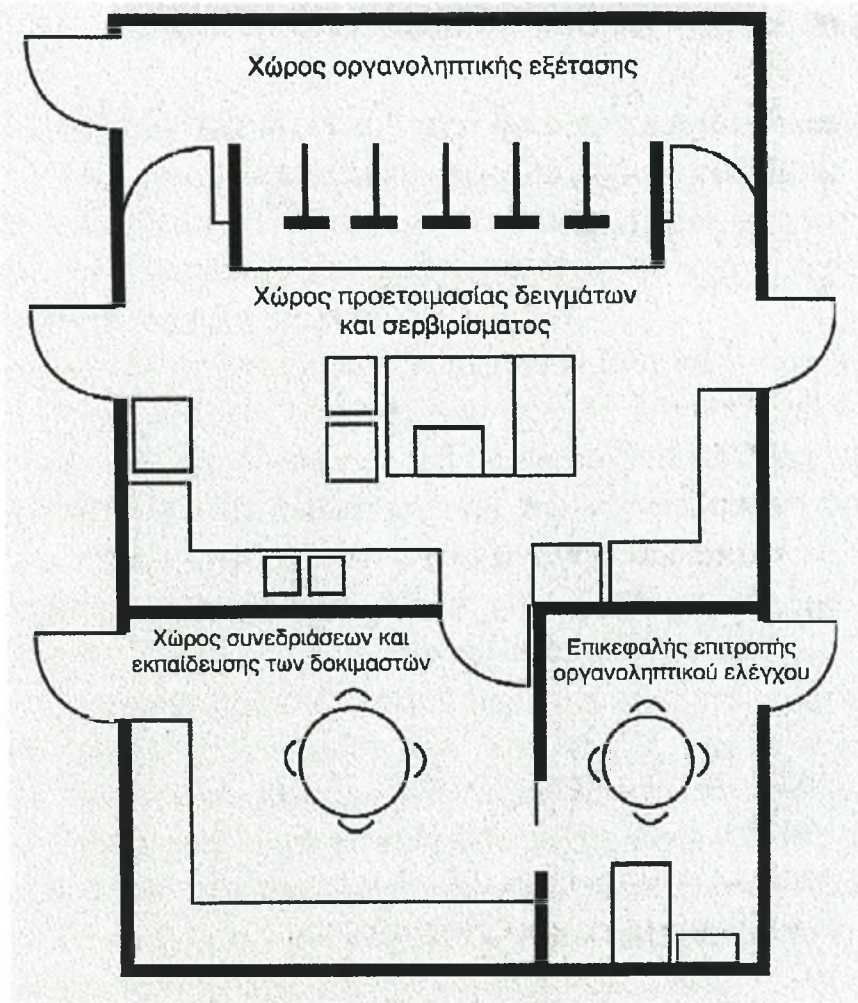 Χώρος οργανοληπτικής εξέτασης
Χώρος προετοιμασίας δειγμάτων
και σερβιρίσματος
Χώρος συνεδριάσεων και
εκπαίδευσης των δοκιμαστών
Επικεφαλής επιτροπής
οργανοληπτικού ελέγχου